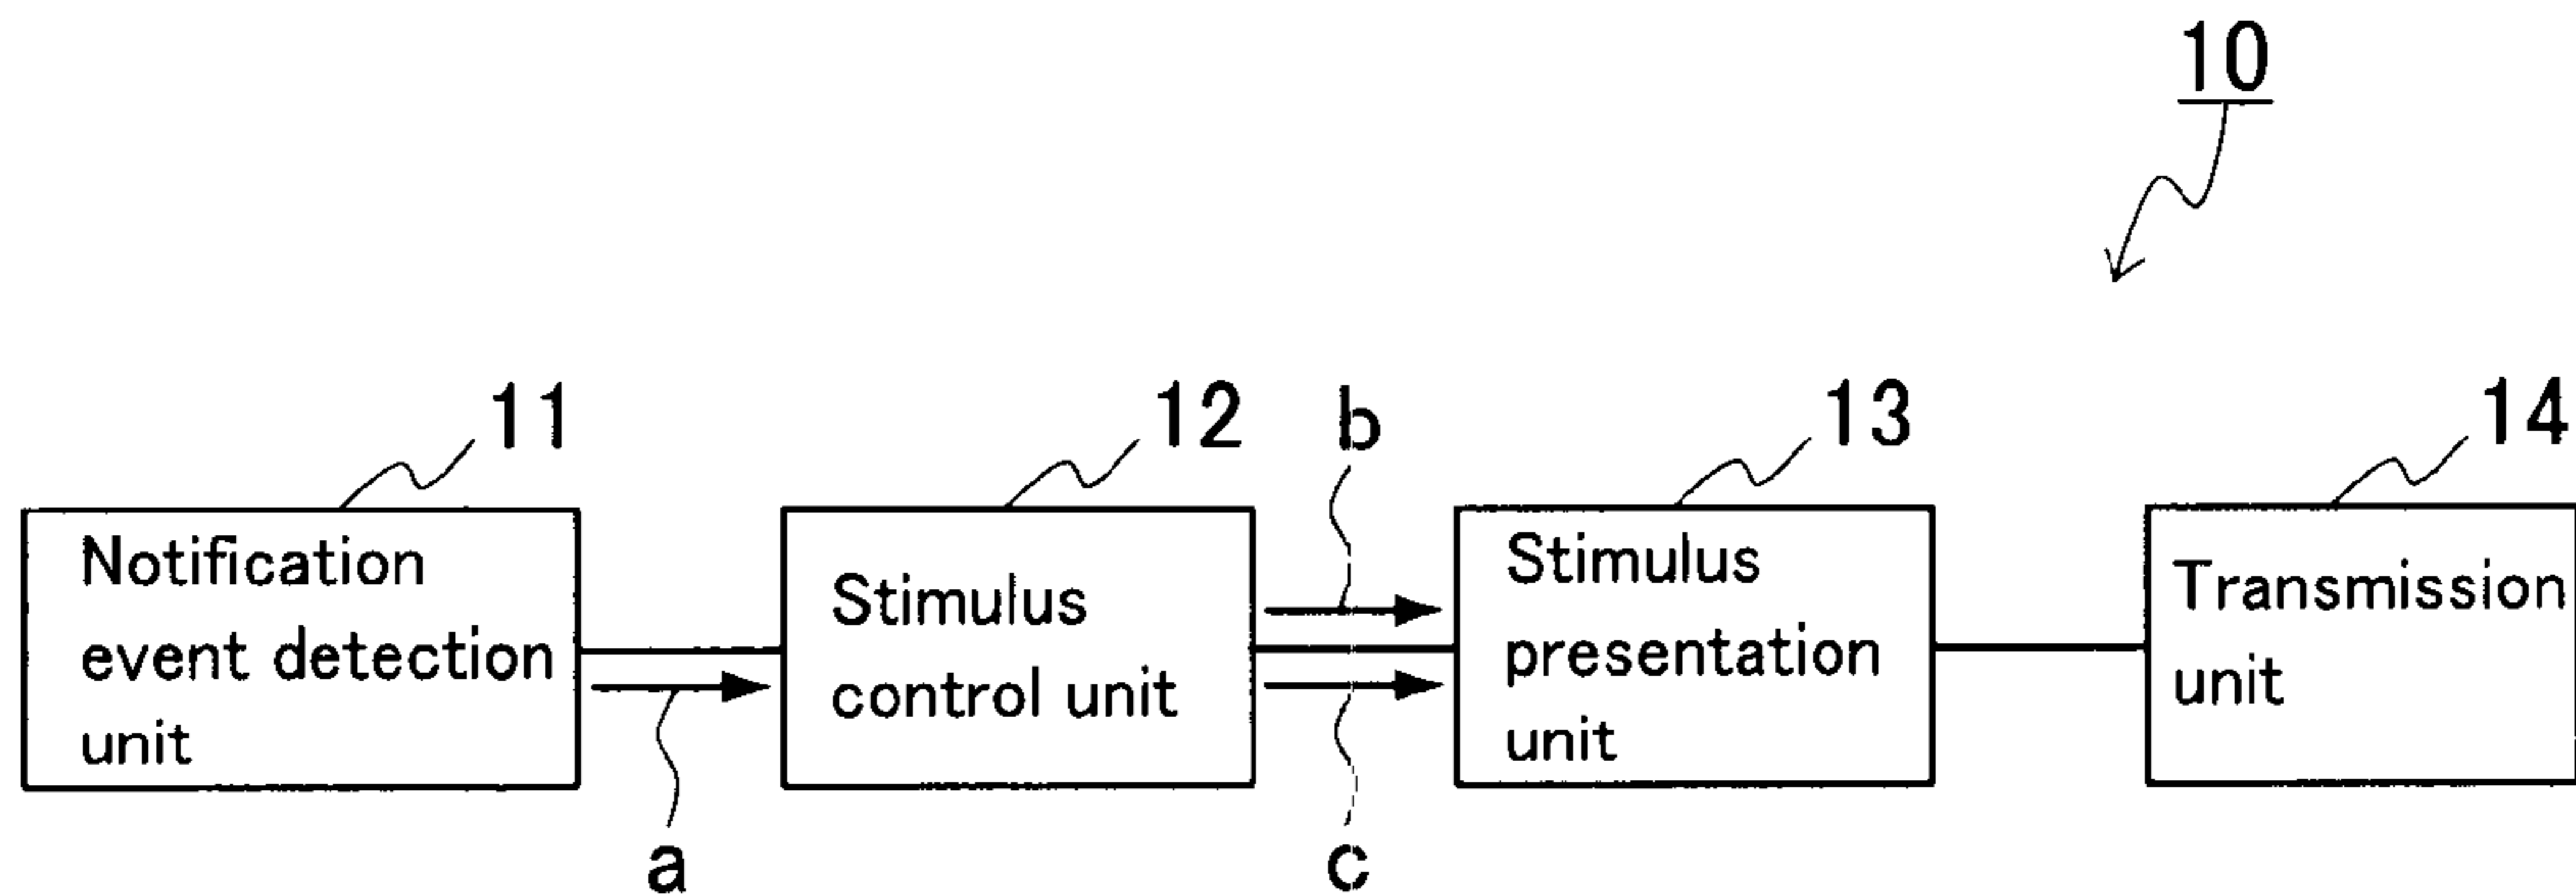 10
11
12
b
13
14
Notification
event detection
unit
Stimulus
control unit
Stimulus
presentation
unit
Transmission
unit
a
c